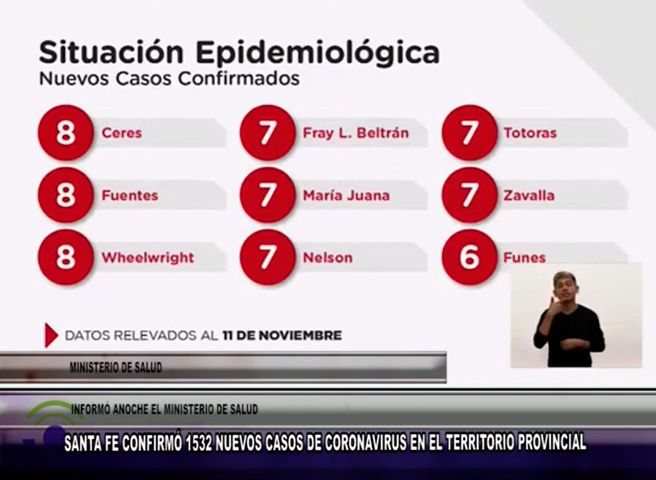 Situación Epidemiológica
Nuevos Casos Confirmados
8 Ceres
7 Fray L. Beltrán
7 Totoras
8 Fuentes
7 María Juana
7 Zavalla
8 Wheelwright
7 Nelson
6 Funes
DATOS RELEVADOS AL 11 DE NOVIEMBRE
MINISTERIO DE SALUD
INFORMÓ ANOCHE EL MINISTERIO DE SALUD
SANTA FE CONFIRMÓ 1532 NUEVOS CASOS DE CORONAVIRUS EN EL TERRITORIO PROVINCIAL